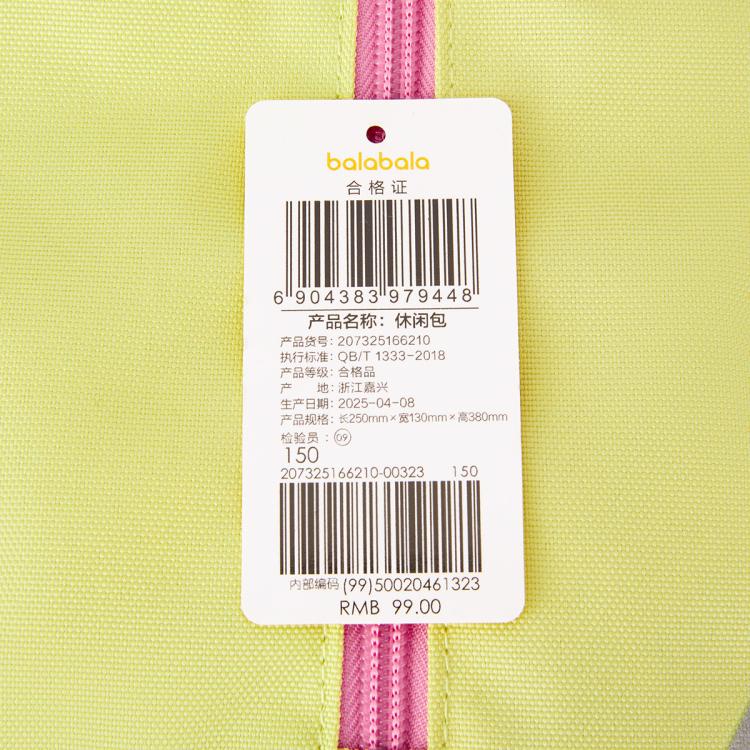 balabala
合格证
6 904383 979448
产品名称：休闲包
产品货号：207325166210
执行标准：QB/T 1333-2018
产品等级：合格品
产　地：浙江嘉兴
生产日期：2025-04-08
产品规格：长250mm×宽130mm×高380mm
检验员：09
150
207325166210-00323 150
内部编码 (99)50020461323
RMB 99.00